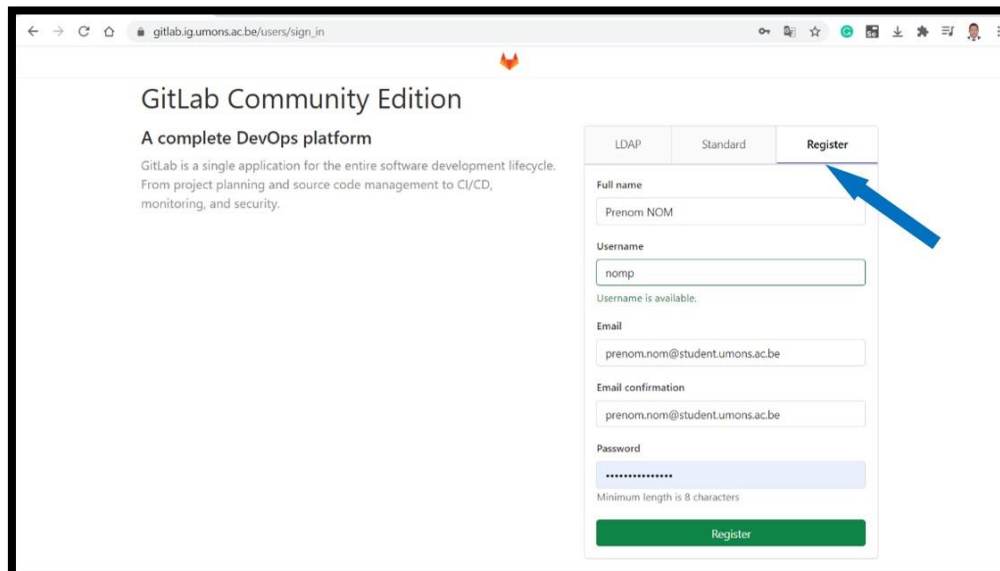 gitlab.ig.umons.ac.be/users/sign_in
GitLab Community Edition
A complete DevOps platform
GitLab is a single application for the entire software development lifecycle.
From project planning and source code management to CI/CD,
monitoring, and security.
LDAP Standard Register
Full name
Prenom NOM
Username
nomp
Username is available.
Email
prenom.nom@student.umons.ac.be
Email confirmation
prenom.nom@student.umons.ac.be
Password
•••••••••••••••
Minimum length is 8 characters
Register